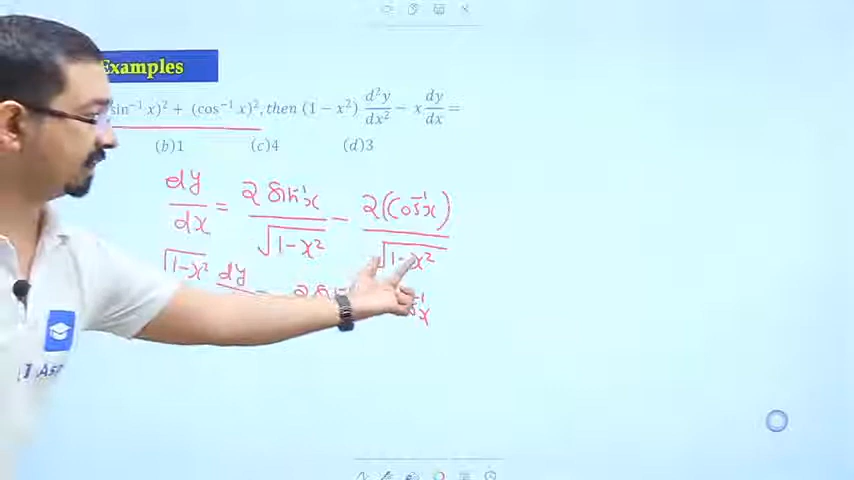 Examples
sin⁻¹ x)² + (cos⁻¹ x)², then (1 − x²) d²y/dx² − x dy/dx =
(b)1 (c)4 (d)3
dy/dx = 2 sin⁻¹x/√(1−x²) − 2(cos⁻¹x)/√(1−x²)
√(1−x²) dy
x